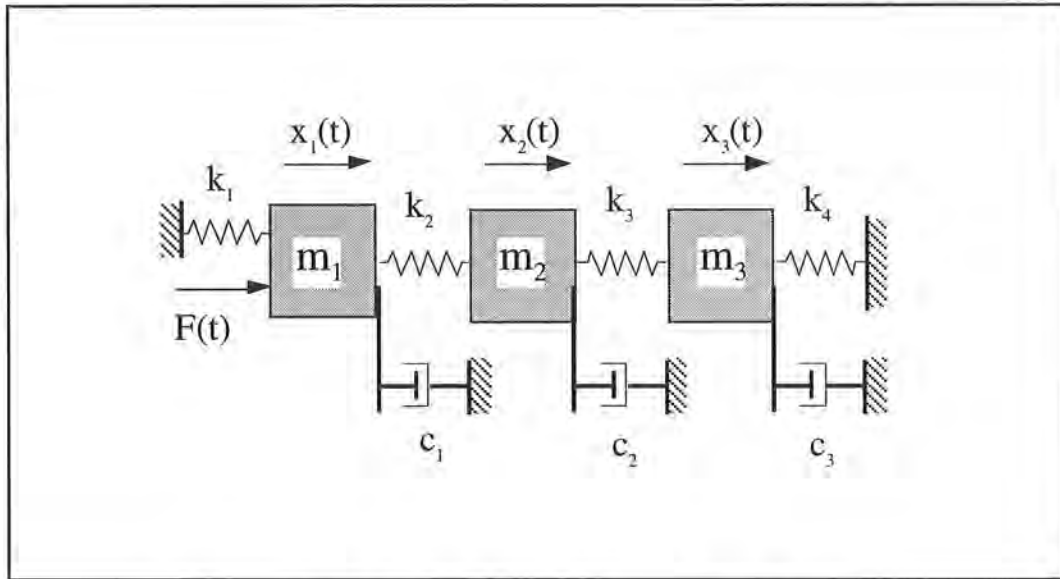 x₁(t) x₂(t) x₃(t)
k₁ k₂ k₃ k₄
m₁ m₂ m₃
F(t)
c₁ c₂ c₃